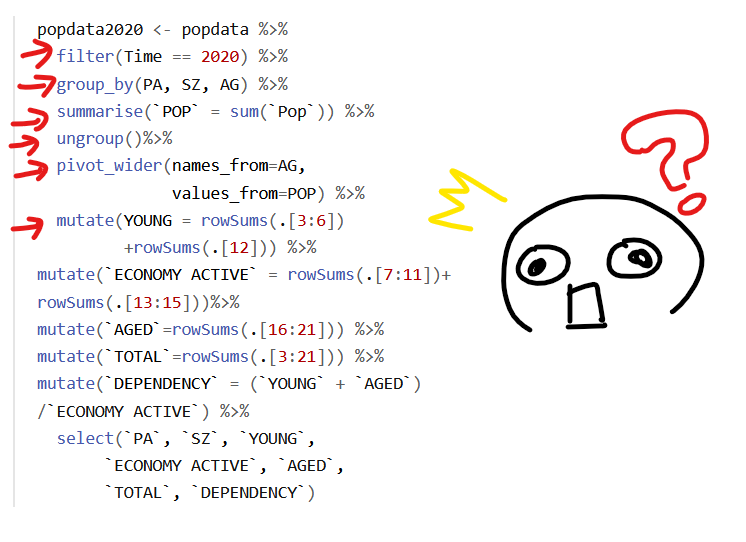 popdata2020 <- popdata %>%
filter(Time == 2020) %>%
group_by(PA, SZ, AG) %>%
summarise(`POP` = sum(`Pop`)) %>%
ungroup()%>%
pivot_wider(names_from=AG,
values_from=POP) %>%
mutate(YOUNG = rowSums(.[3:6])
+rowSums(.[12])) %>%
mutate(`ECONOMY ACTIVE` = rowSums(.[7:11])+
rowSums(.[13:15]))%>%
mutate(`AGED`=rowSums(.[16:21])) %>%
mutate(`TOTAL`=rowSums(.[3:21])) %>%
mutate(`DEPENDENCY` = (`YOUNG` + `AGED`)
/`ECONOMY ACTIVE`) %>%
select(`PA`, `SZ`, `YOUNG`,
`ECONOMY ACTIVE`, `AGED`,
`TOTAL`, `DEPENDENCY`)
?